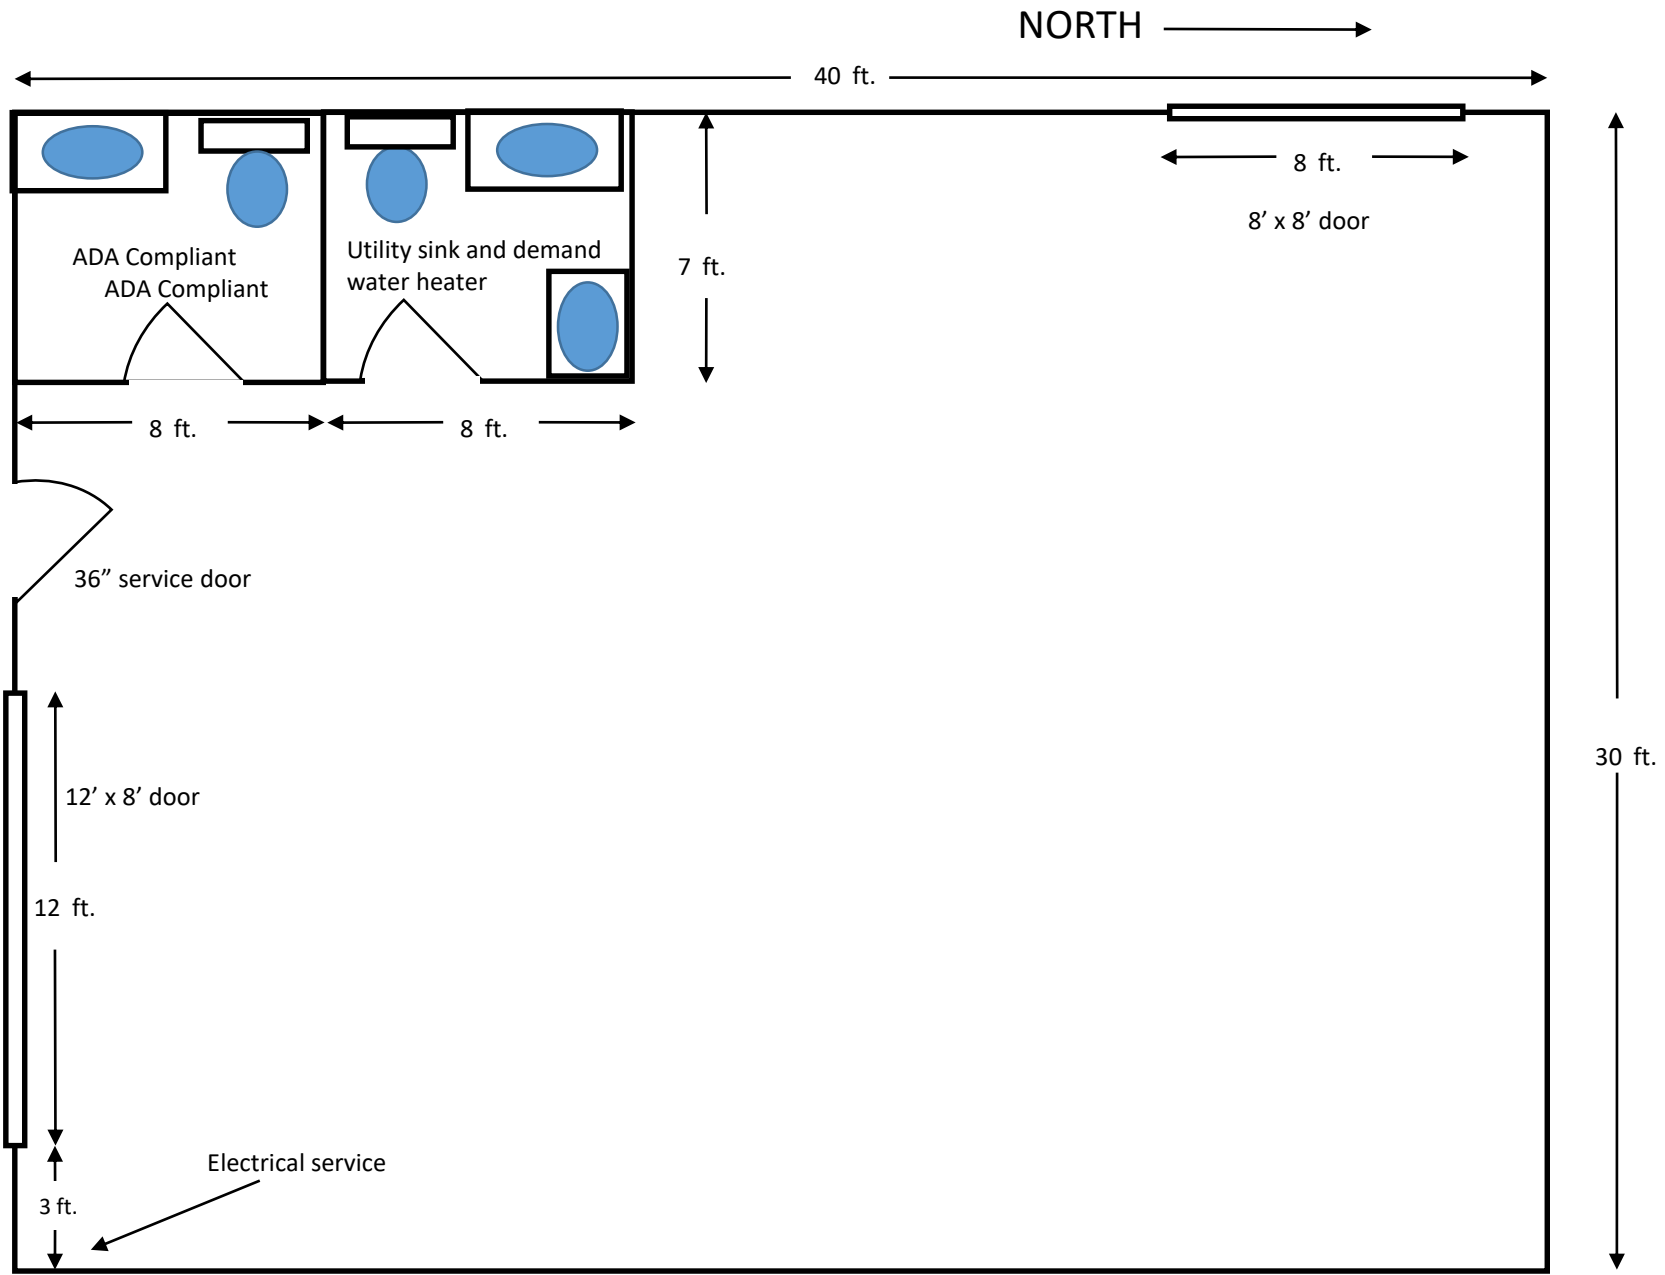 NORTH
40 ft.
8 ft.
8’ x 8’ door
7 ft.
ADA Compliant
ADA Compliant
Utility sink and demand
water heater
8 ft.
8 ft.
36” service door
30 ft.
12’ x 8’ door
12 ft.
Electrical service
3 ft.